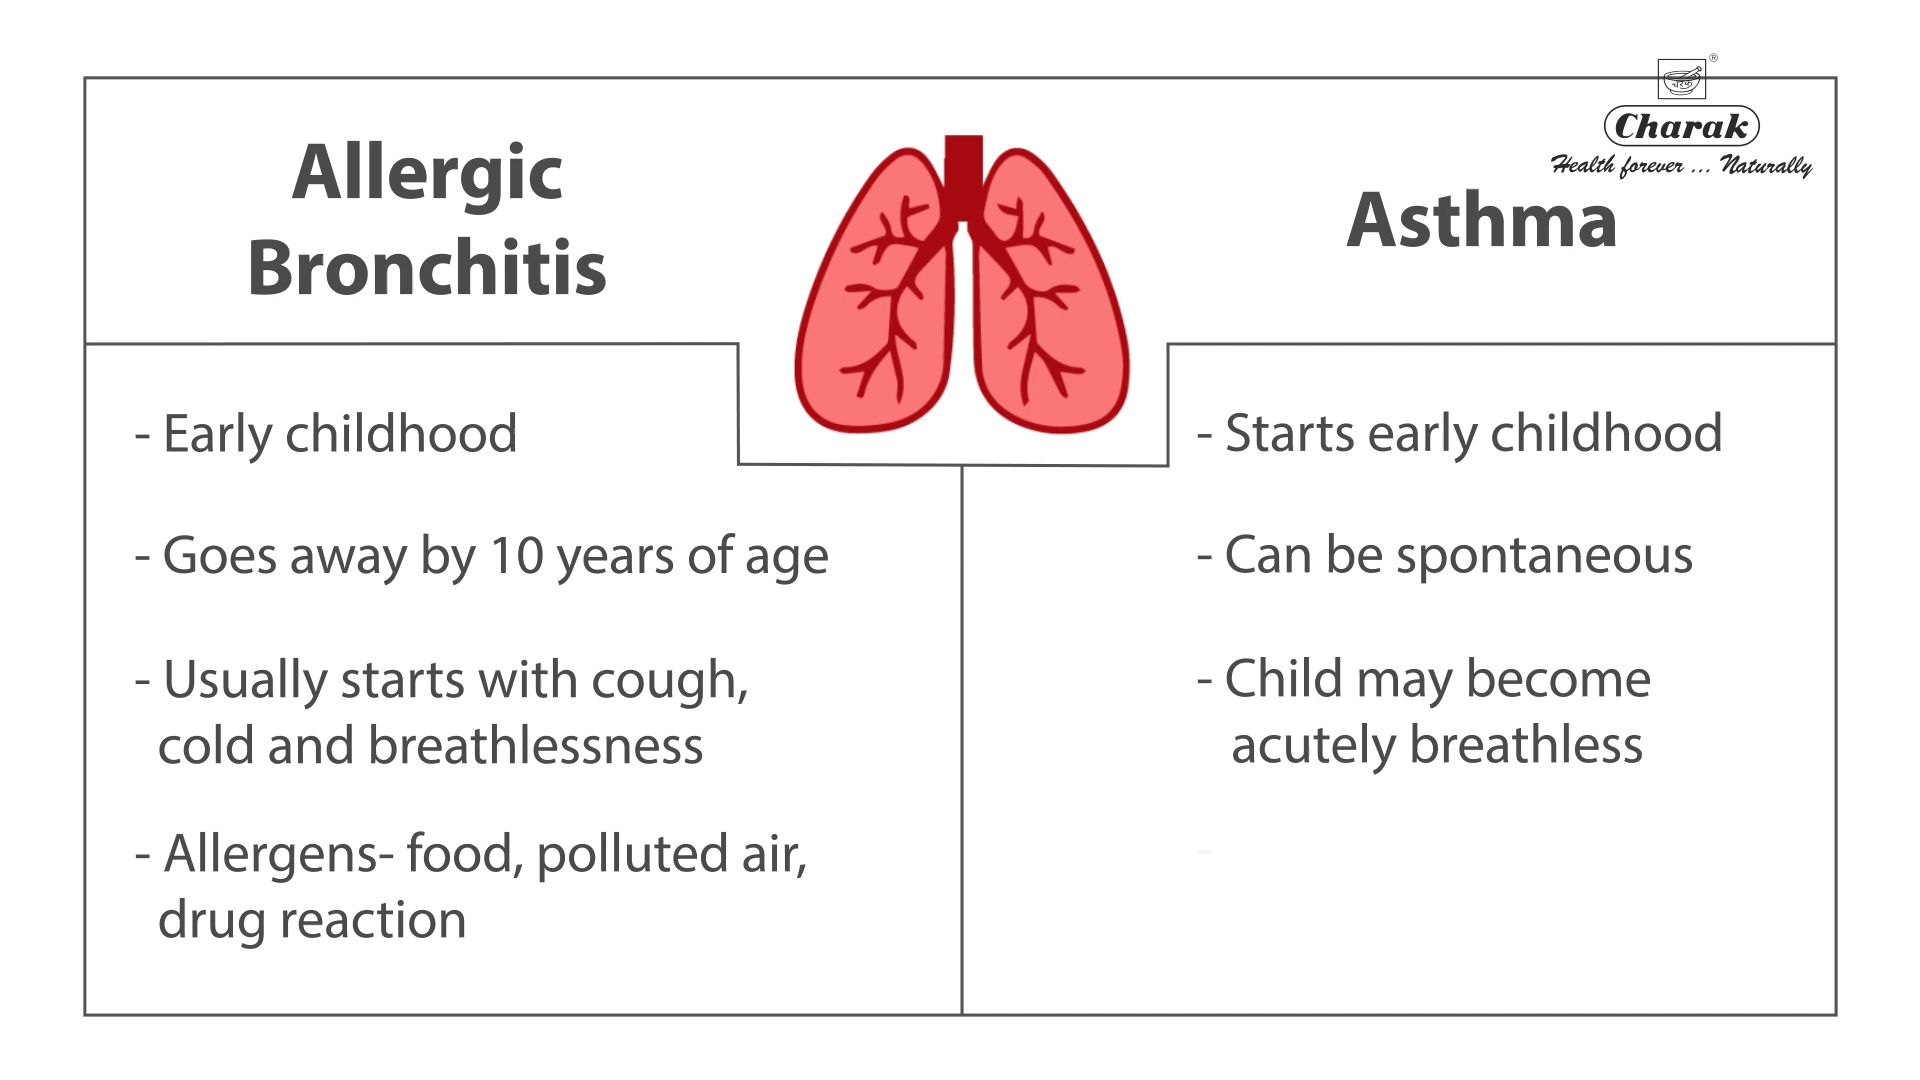 ®
चरक
Charak
Health forever ... Naturally
Allergic
Bronchitis
Asthma
- Early childhood
- Goes away by 10 years of age
- Usually starts with cough,
cold and breathlessness
- Allergens- food, polluted air,
drug reaction
- Starts early childhood
- Can be spontaneous
- Child may become
acutely breathless
-